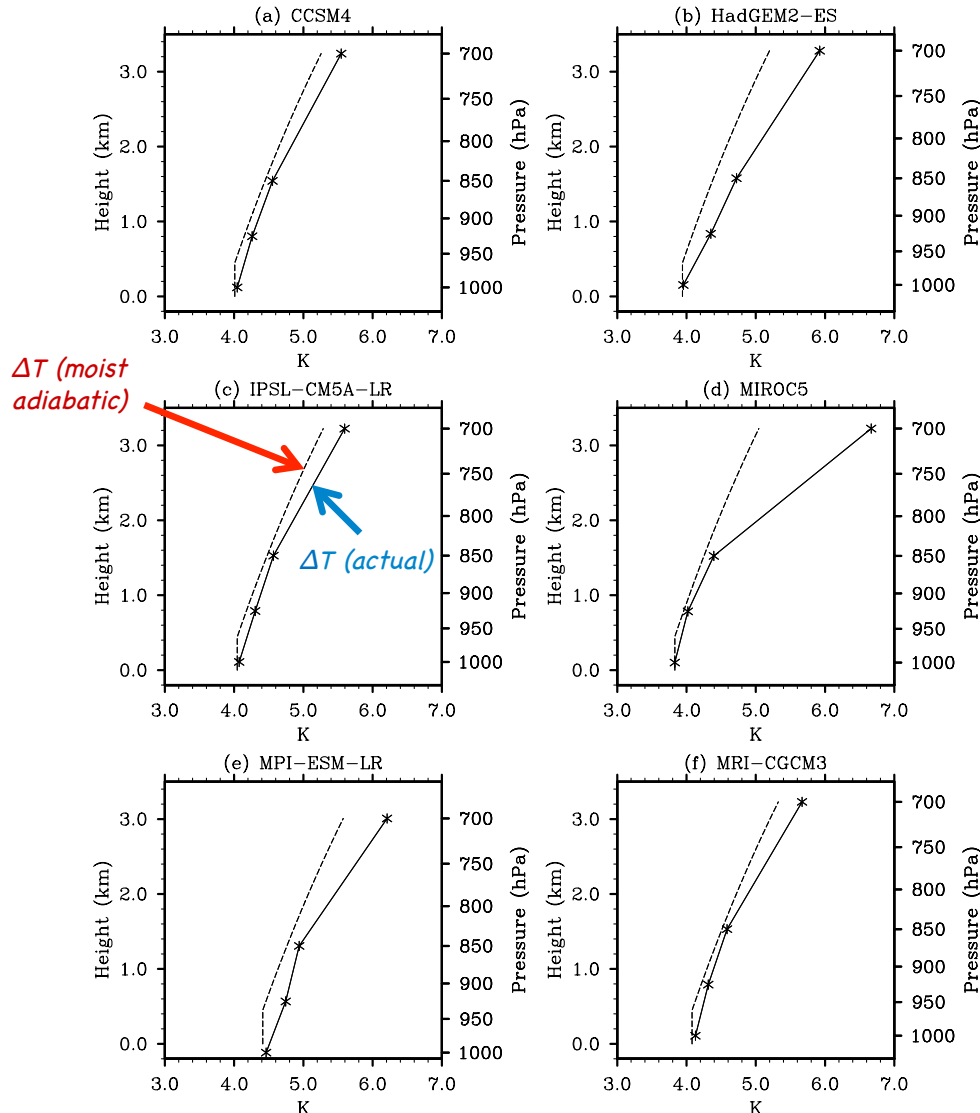 (a) CCSM4
(b) HadGEM2-ES
3.0
2.0
1.0
0.0
Height (km)
700
750
800
850
900
950
1000
Pressure (hPa)
3.0 4.0 5.0 6.0 7.0
K
3.0
2.0
1.0
0.0
Height (km)
700
750
800
850
900
950
1000
Pressure (hPa)
3.0 4.0 5.0 6.0 7.0
K
ΔT (moist
adiabatic)
(c) IPSL-CM5A-LR
(d) MIROC5
3.0
2.0
1.0
0.0
Height (km)
ΔT (actual)
700
750
800
850
900
950
1000
Pressure (hPa)
3.0 4.0 5.0 6.0 7.0
K
3.0
2.0
1.0
0.0
Height (km)
700
750
800
850
900
950
1000
Pressure (hPa)
3.0 4.0 5.0 6.0 7.0
K
(e) MPI-ESM-LR
(f) MRI-CGCM3
3.0
2.0
1.0
0.0
Height (km)
700
750
800
850
900
950
1000
Pressure (hPa)
3.0 4.0 5.0 6.0 7.0
K
3.0
2.0
1.0
0.0
Height (km)
700
750
800
850
900
950
1000
Pressure (hPa)
3.0 4.0 5.0 6.0 7.0
K